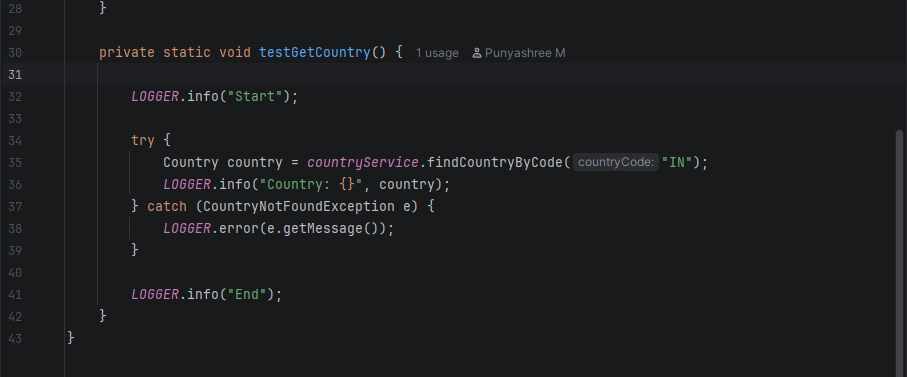 28 }
29
30 private static void testGetCountry() { 1 usage Punyashree M
31
32 LOGGER.info("Start");
33
34 try {
35 Country country = countryService.findCountryByCode( countryCode: "IN");
36 LOGGER.info("Country: {}", country);
37 } catch (CountryNotFoundException e) {
38 LOGGER.error(e.getMessage());
39 }
40
41 LOGGER.info("End");
42 }
43 }